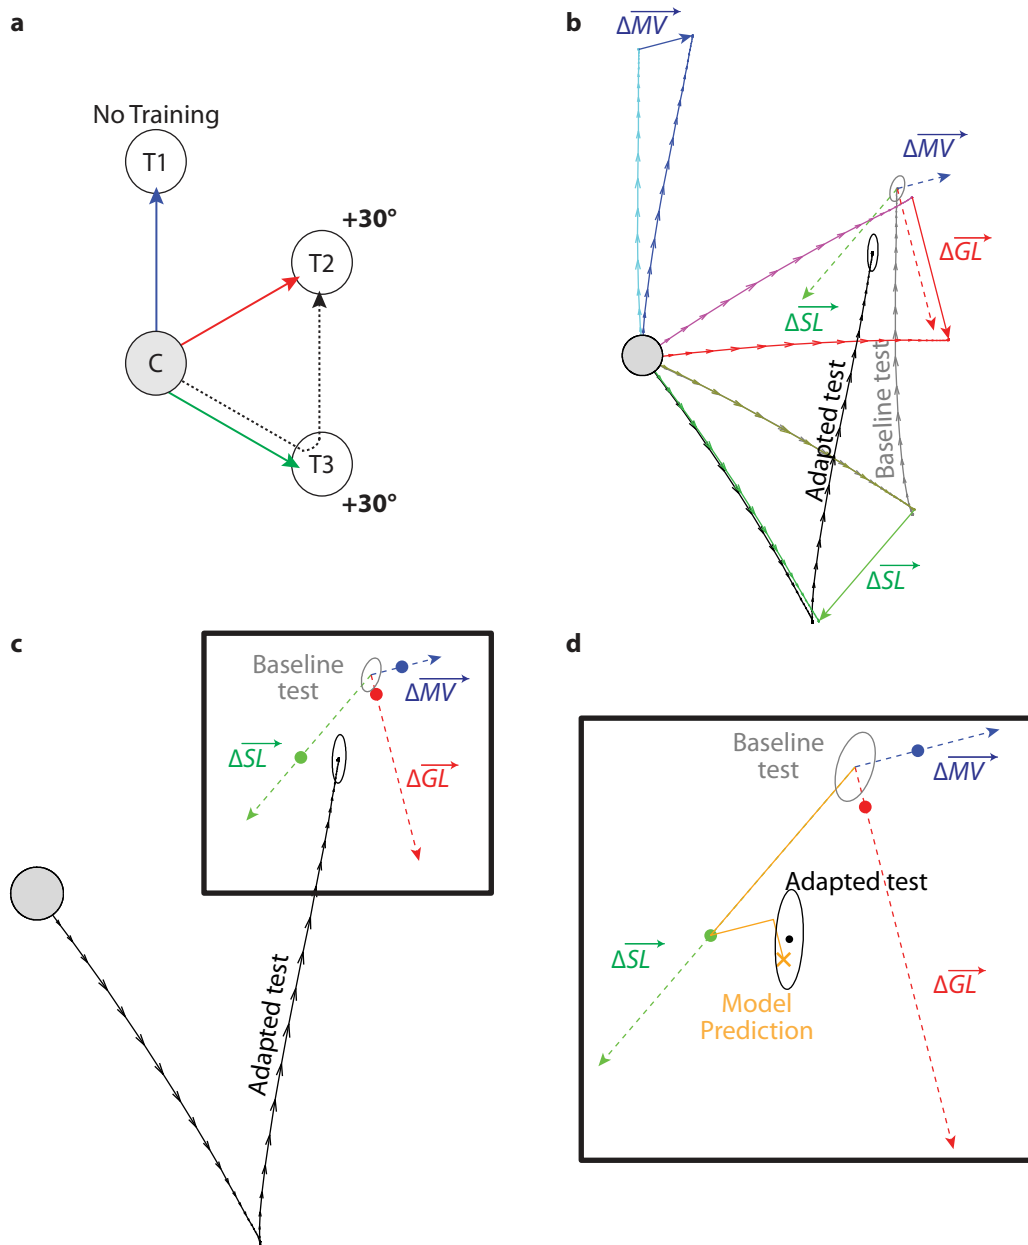 a
No Training
T1
+30°
T2
C
T3
+30°
b
ΔMV
ΔMV
ΔGL
ΔSL
Adapted test
Baseline test
ΔSL
c
Baseline
test
ΔMV
ΔSL
ΔGL
Adapted test
d
Baseline
test
ΔMV
Adapted test
ΔSL
ΔGL
Model
Prediction